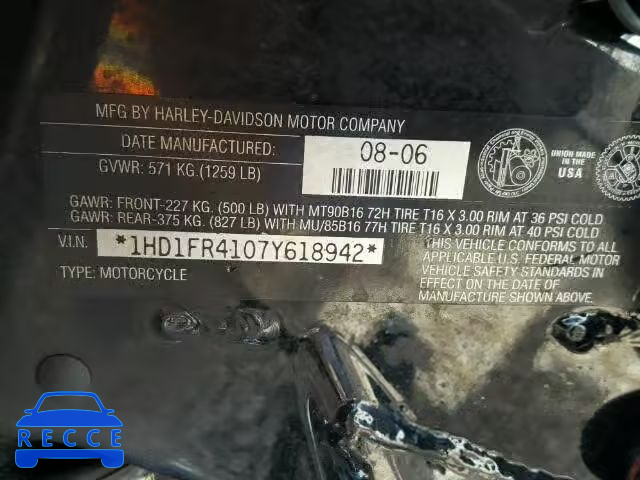 MFG BY HARLEY-DAVIDSON MOTOR COMPANY
DATE MANUFACTURED:
08-06
GVWR: 571 KG. (1259 LB)
UNION MADE
IN THE
USA
GAWR: FRONT-227 KG. (500 LB) WITH MT90B16 72H TIRE T16 X 3.00 RIM AT 36 PSI COLD
GAWR: REAR-375 KG. (827 LB) WITH MU/85B16 77H TIRE T16 X 3.00 RIM AT 40 PSI COLD
V.I.N.
*1HD1FR4107Y618942*
THIS VEHICLE CONFORMS TO ALL
APPLICABLE U.S. FEDERAL MOTOR
VEHICLE SAFETY STANDARDS IN
EFFECT ON THE DATE OF
MANUFACTURE SHOWN ABOVE.
TYPE: MOTORCYCLE
RECCE